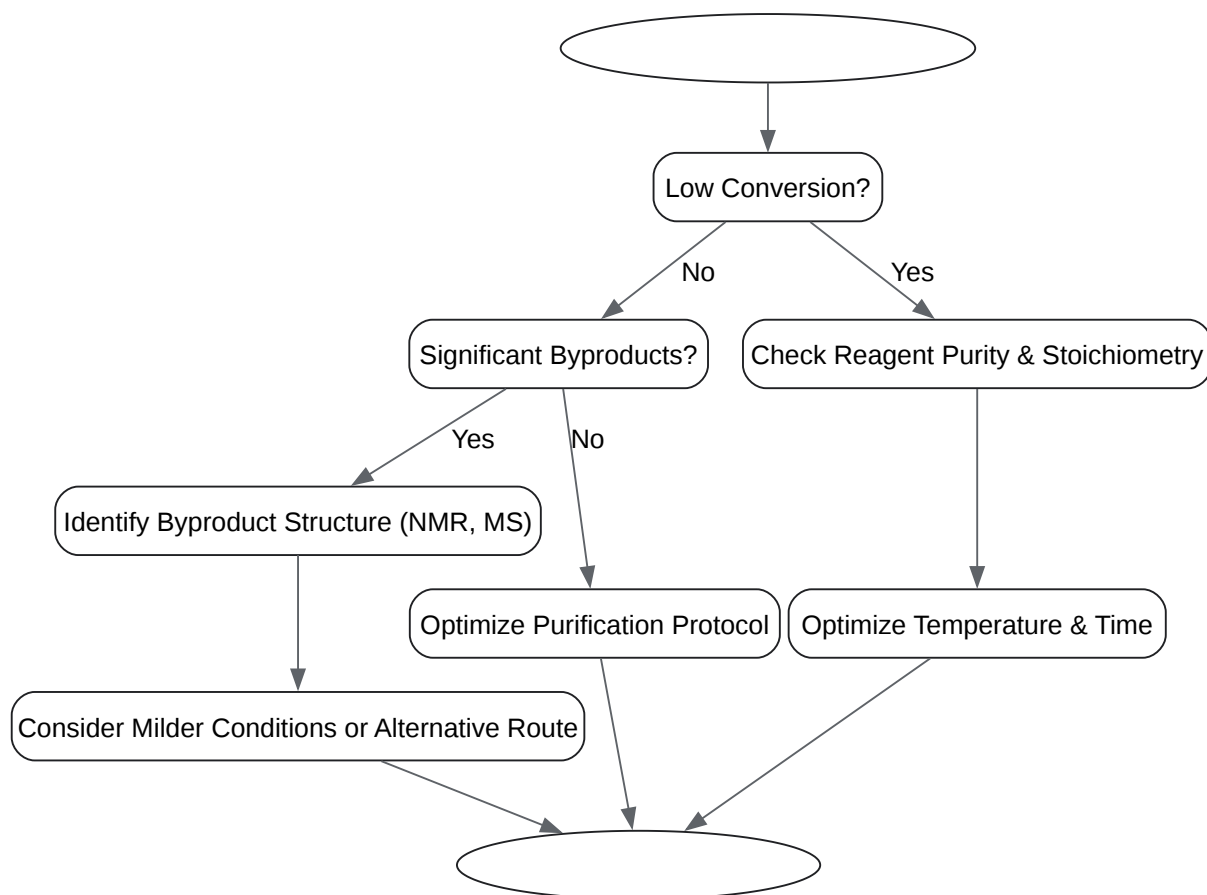 Low Conversion?
No
Yes
Significant Byproducts?
Check Reagent Purity & Stoichiometry
Yes
No
Identify Byproduct Structure (NMR, MS)
Optimize Purification Protocol
Optimize Temperature & Time
Consider Milder Conditions or Alternative Route